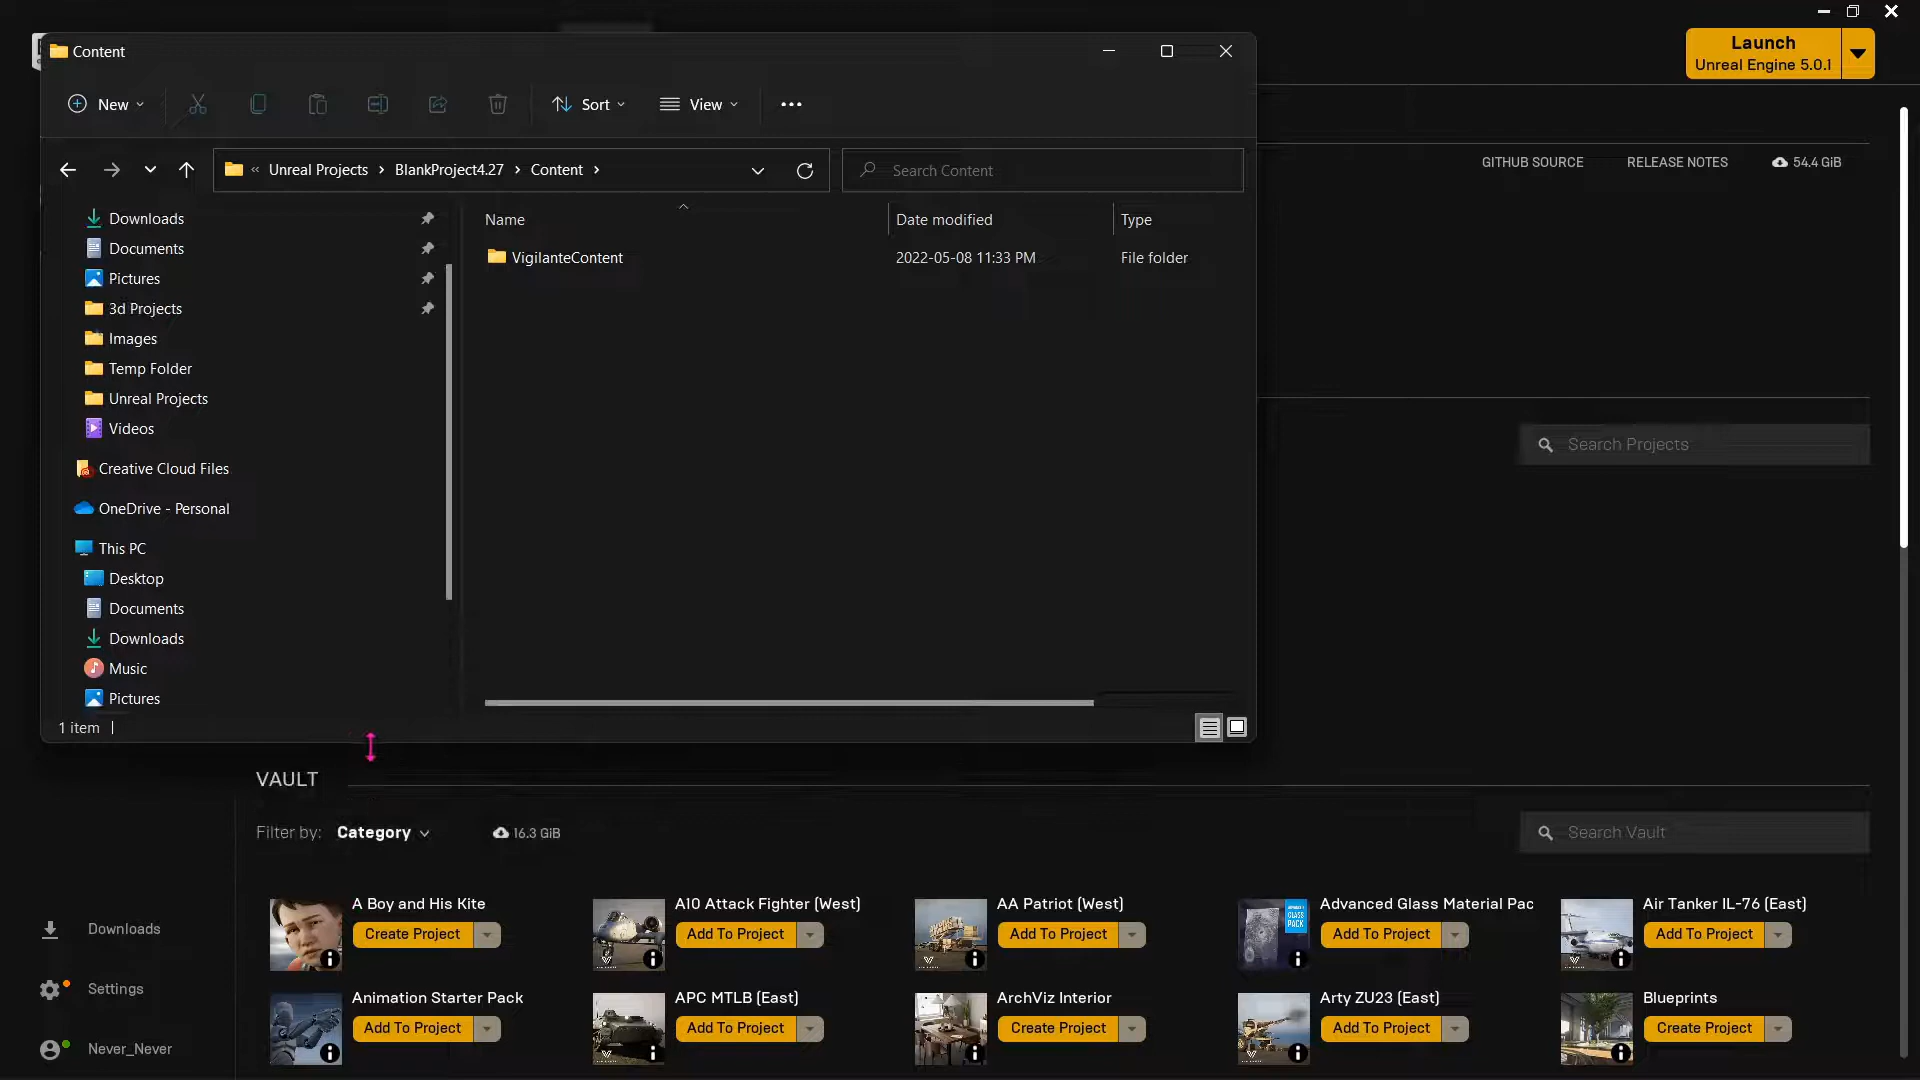 Content
Launch
Unreal Engine 5.0.1
New
Sort
View
« Unreal Projects > BlankProject4.27 > Content >
Search Content
GITHUB SOURCE
RELEASE NOTES
54.4 GiB
Name
Date modified
Type
VigilanteContent
2022-05-08 11:33 PM
File folder
Downloads
Documents
Pictures
3d Projects
Images
Temp Folder
Unreal Projects
Videos
Creative Cloud Files
OneDrive - Personal
This PC
Desktop
Documents
Downloads
Music
Pictures
1 item
Search Projects
VAULT
Filter by: Category
16.3 GiB
Search Vault
A Boy and His Kite
Create Project
A10 Attack Fighter (West)
Add To Project
AA Patriot (West)
Add To Project
Advanced Glass Material Pac
Add To Project
Air Tanker IL-76 (East)
Add To Project
Animation Starter Pack
Add To Project
APC MTLB (East)
Add To Project
ArchViz Interior
Create Project
Arty ZU23 (East)
Add To Project
Blueprints
Create Project
Downloads
Settings
Never_Never